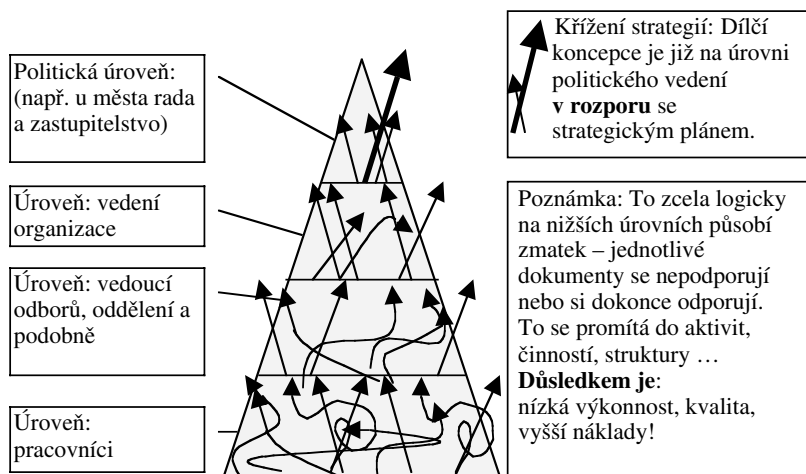 Politická úroveň:
(např. u města rada
a zastupitelstvo)
Úroveň: vedení
organizace
Úroveň: vedoucí
odborů, oddělení a
podobně
Úroveň:
pracovníci
Křížení strategií: Dílčí
koncepce je již na úrovni
politického vedení
v rozporu se
strategickým plánem.
Poznámka: To zcela logicky
na nižších úrovních působí
zmatek – jednotlivé
dokumenty se nepodporují
nebo si dokonce odporují.
To se promítá do aktivit,
činností, struktury …
Důsledkem je:
nízká výkonnost, kvalita,
vyšší náklady!